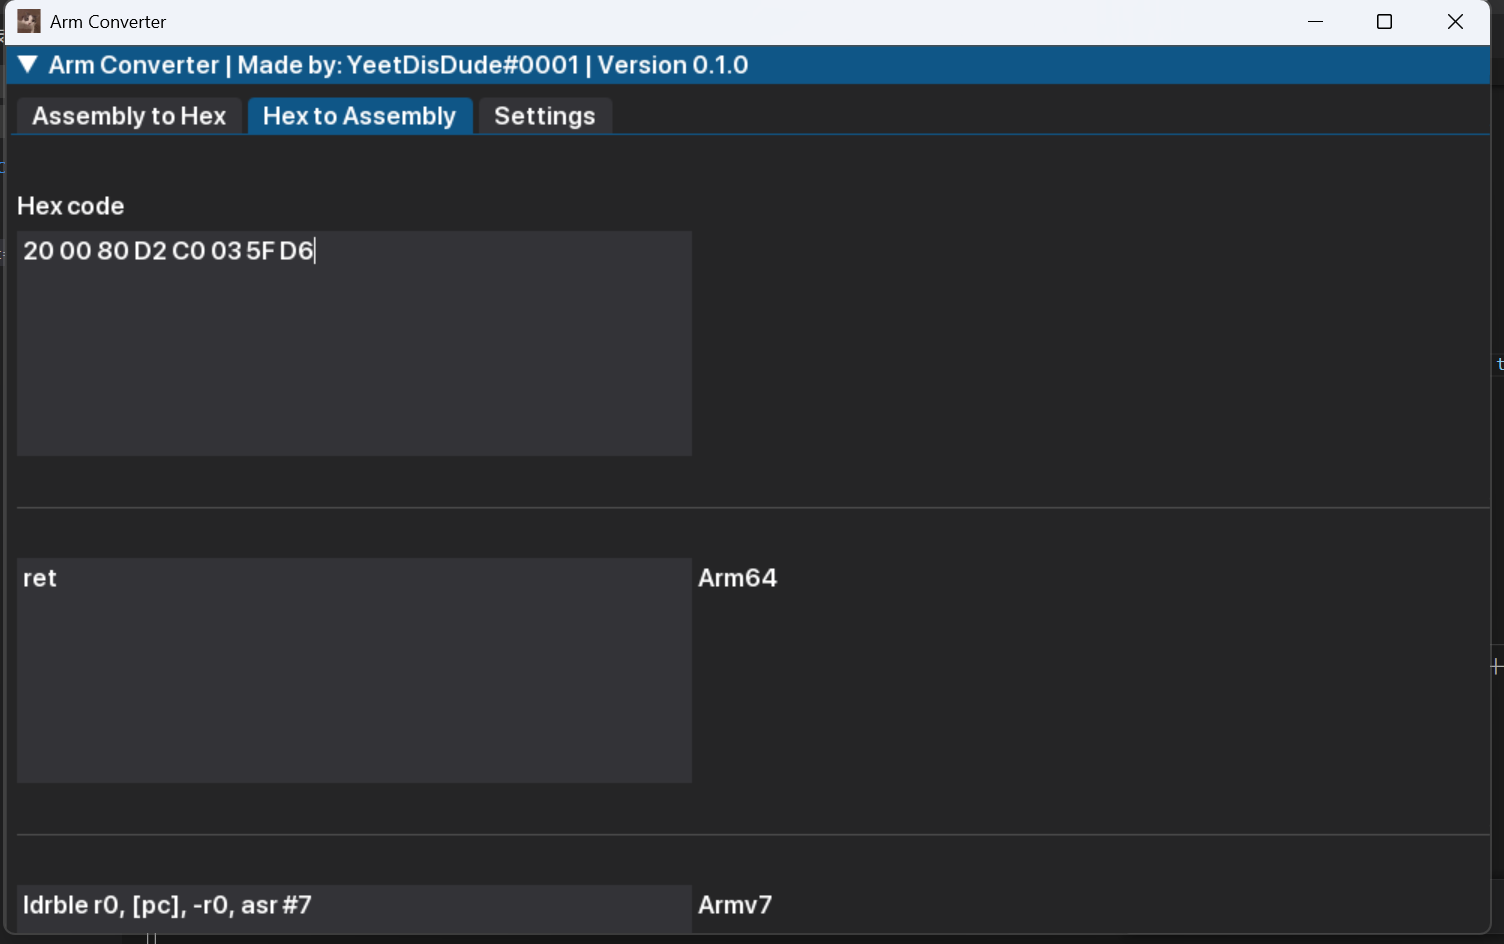 Arm Converter
Arm Converter | Made by: YeetDisDude#0001 | Version 0.1.0
Assembly to Hex Hex to Assembly Settings
Hex code
20 00 80 D2 C0 03 5F D6
ret
Arm64
ldrble r0, [pc], -r0, asr #7
Armv7